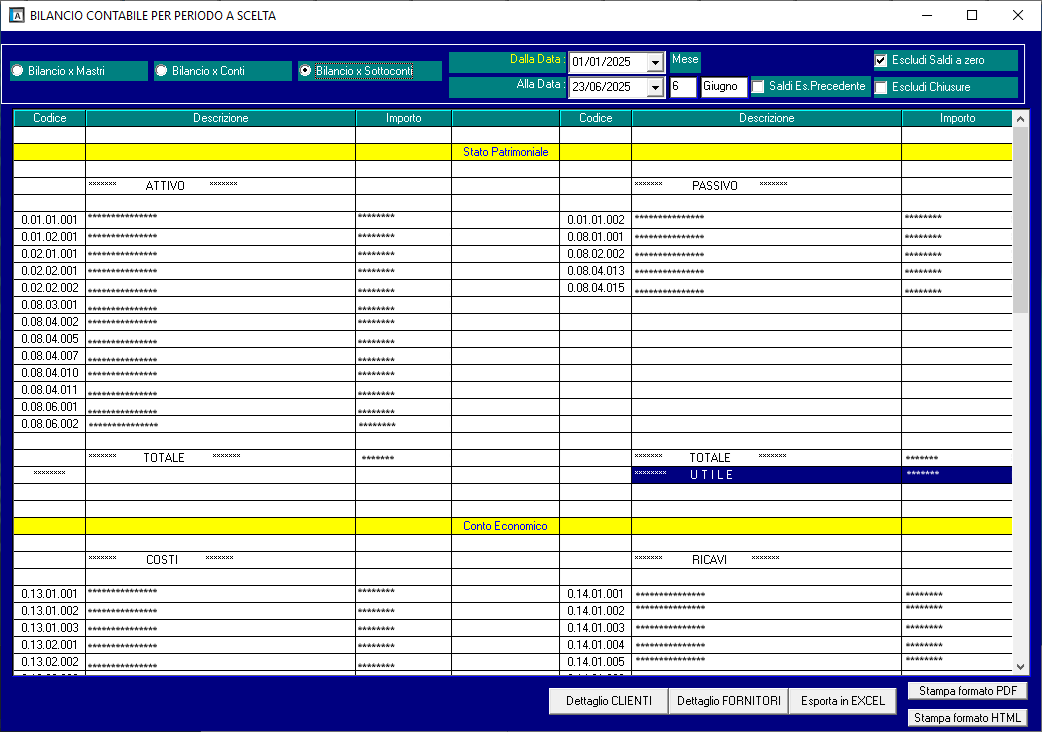 A BILANCIO CONTABILE PER PERIODO A SCELTA
Bilancio x Mastri Bilancio x Conti Bilancio x Sottoconti Dalla Data : 01/01/2025 Mese Escludi Saldi a zero
Alla Data : 23/06/2025 6 Giugno Saldi Es.Precedente Escludi Chiusure
Codice Descrizione Importo Codice Descrizione Importo
Stato Patrimoniale
******* ATTIVO ******* ******* PASSIVO *******
0.01.01.001 *************** ******** 0.01.01.002 *************** ********
0.01.02.001 *************** ******** 0.08.01.001 *************** ********
0.02.01.001 *************** ******** 0.08.02.002 *************** ********
0.02.02.001 *************** ******** 0.08.04.013 *************** ********
0.02.02.002 *************** ******** 0.08.04.015 *************** ********
0.08.03.001 *************** ********
0.08.04.002 *************** ********
0.08.04.005 *************** ********
0.08.04.007 *************** ********
0.08.04.010 *************** ********
0.08.04.011 *************** ********
0.08.06.001 *************** ********
0.08.06.002 *************** ********
******* TOTALE ******* ******* ******* TOTALE ******* *******
******** ******** U T I L E *******
Conto Economico
******* COSTI ******* ******* RICAVI *******
0.13.01.001 *************** ******** 0.14.01.001 *************** ********
0.13.01.002 *************** ******** 0.14.01.002 *************** ********
0.13.01.003 *************** ******** 0.14.01.003 *************** ********
0.13.02.001 *************** ******** 0.14.01.004 *************** ********
0.13.02.002 *************** ******** 0.14.01.005 *************** ********
Dettaglio CLIENTI Dettaglio FORNITORI Esporta in EXCEL Stampa formato PDF
Stampa formato HTML